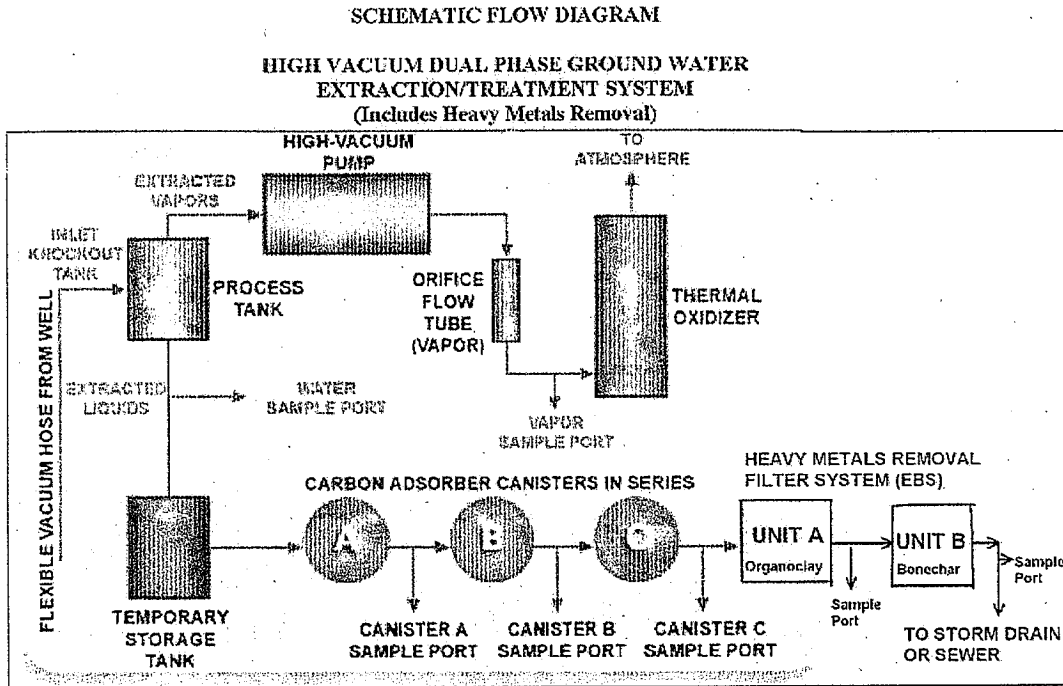 SCHEMATIC FLOW DIAGRAM
HIGH VACUUM DUAL PHASE GROUND WATER
EXTRACTION/TREATMENT SYSTEM
(Includes Heavy Metals Removal)
HIGH-VACUUM
PUMP
TO
ATMOSPHERE
EXTRACTED
VAPORS
INLET
KNOCKOUT
TANK
PROCESS
TANK
ORIFICE
FLOW
TUBE
(VAPOR)
THERMAL
OXIDIZER
FLEXIBLE VACUUM HOSE FROM WELL
EXTRACTED
LIQUIDS
WATER
SAMPLE PORT
VAPOR
SAMPLE PORT
HEAVY METALS REMOVAL
FILTER SYSTEM (EBS)
CARBON ADSORBER CANISTERS IN SERIES
A
B
C
UNIT A
Organoclay
UNIT B
Bonechar
Sample
Port
Sample
Port
TEMPORARY
STORAGE
TANK
CANISTER A
SAMPLE PORT
CANISTER B
SAMPLE PORT
CANISTER C
SAMPLE PORT
TO STORM DRAIN
OR SEWER